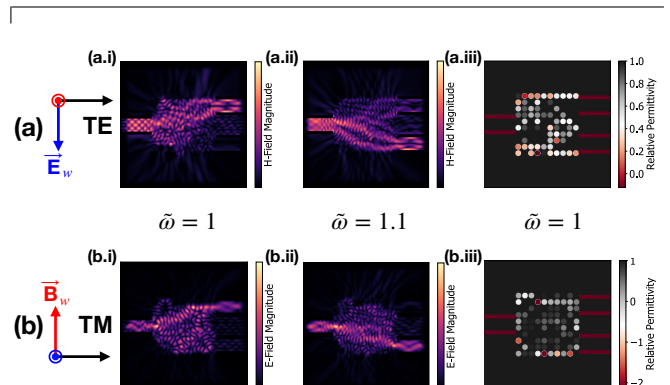 (a.i)
(a.ii)
(a.iii)
(a)
TE
E⃗w
H-Field Magnitude
H-Field Magnitude
1.0
0.8
0.6
0.4
0.2
0.0
Relative Permittivity
ω̃ = 1
ω̃ = 1.1
ω̃ = 1
(b.i)
(b.ii)
(b.iii)
B⃗w
(b)
TM
E-Field Magnitude
E-Field Magnitude
1
0
−1
−2
Relative Permittivity